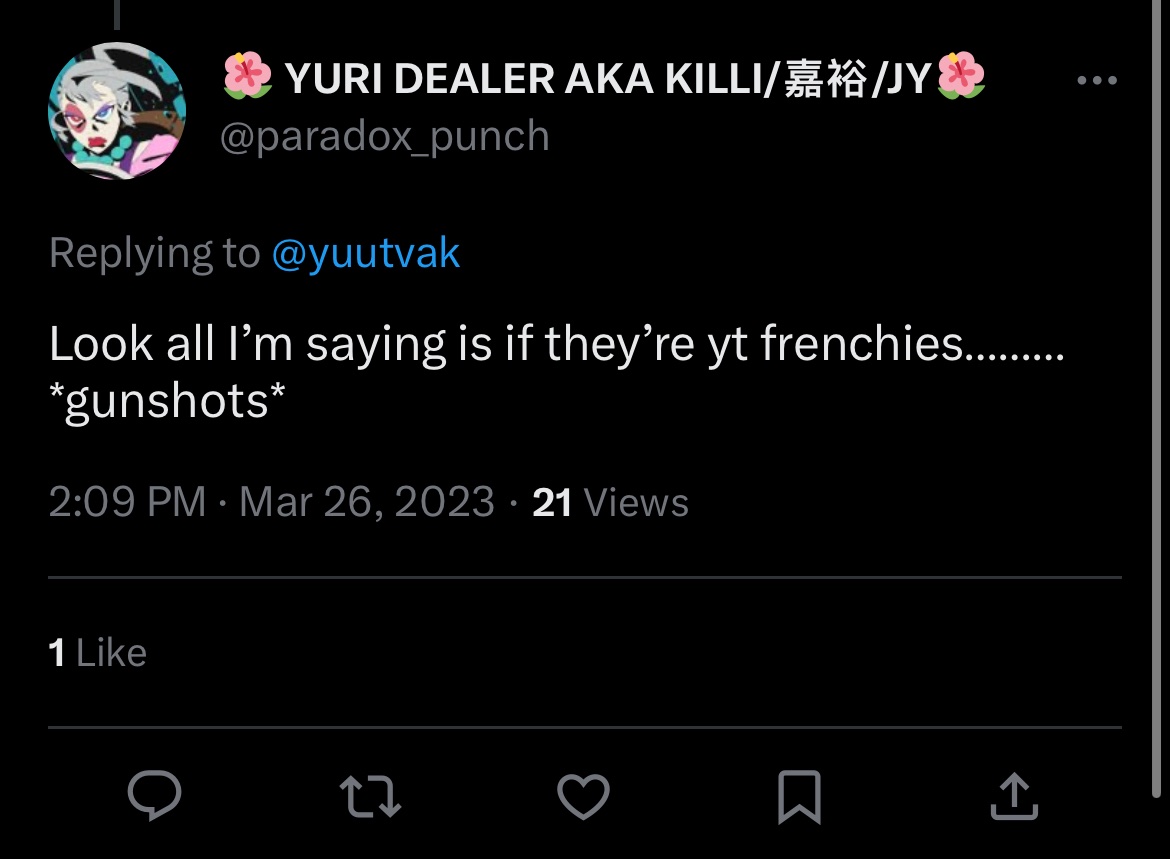 🌺 YURI DEALER AKA KILLI/嘉裕/JY🌺
@paradox_punch
Replying to @yuutvak
Look all I’m saying is if they’re yt frenchies.........
*gunshots*
2:09 PM · Mar 26, 2023 · 21 Views
1 Like